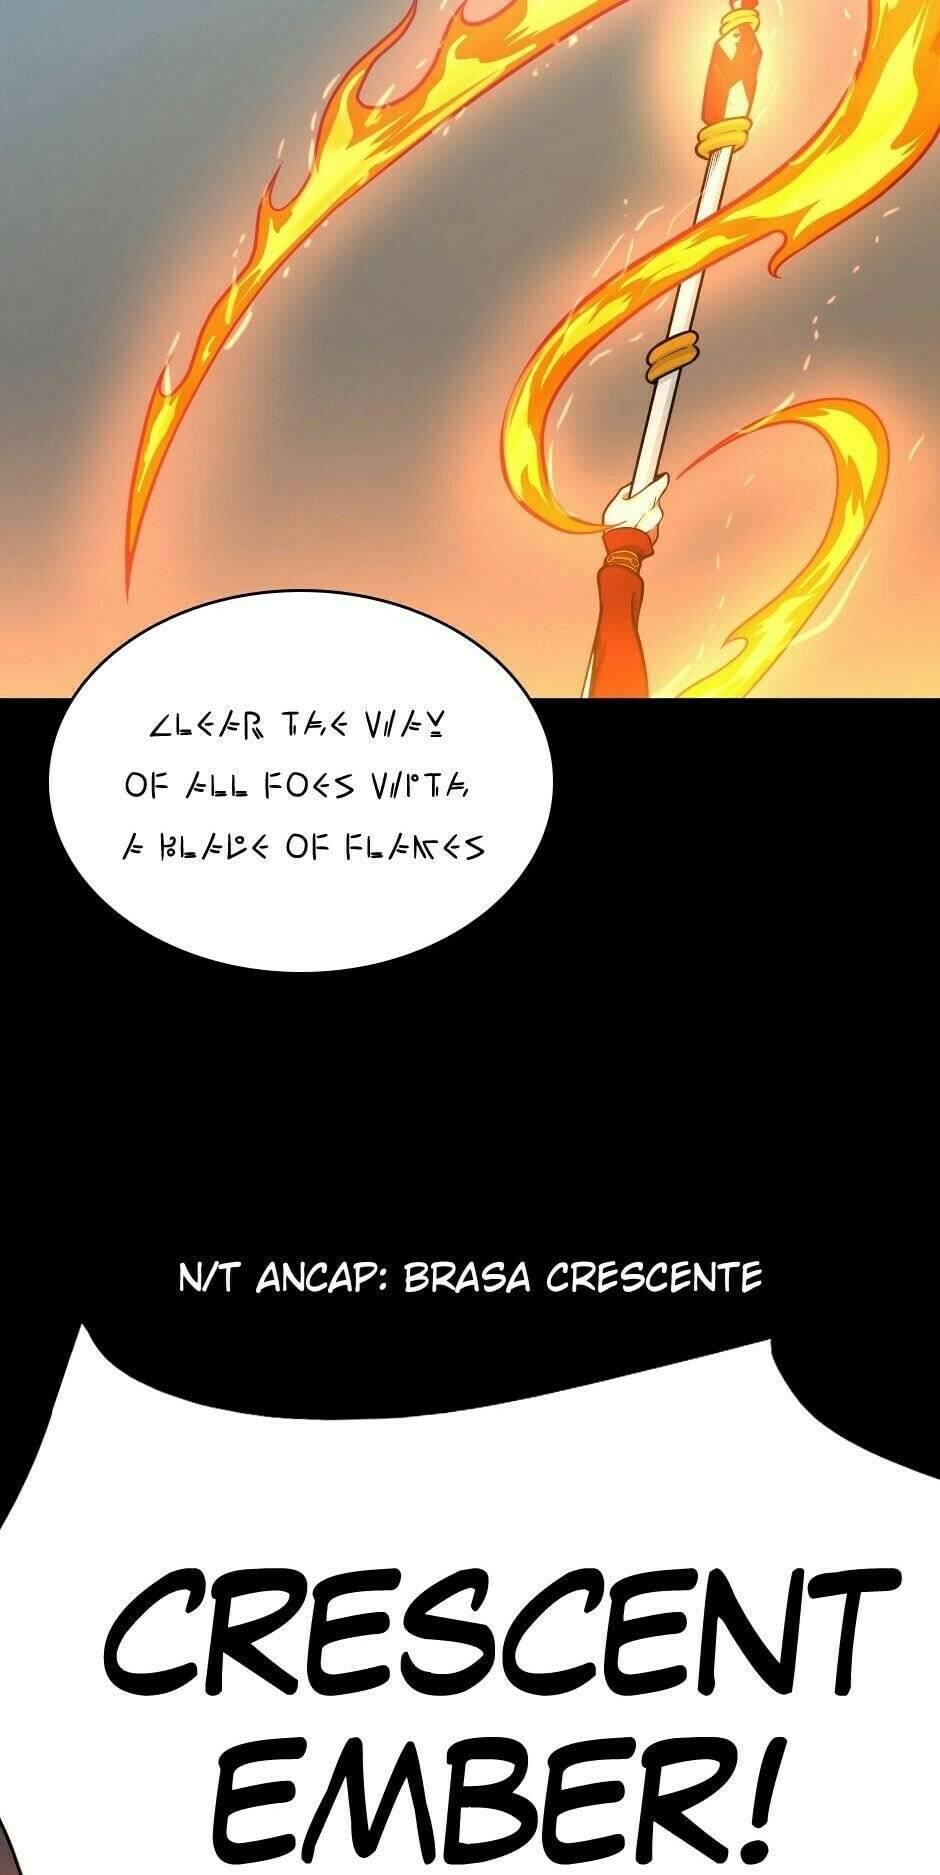 CLEAR THE WAY
OF ALL FOES WITH
A BLADE OF FLAMES
N/T ANCAP: BRASA CRESCENTE
CRESCENT
EMBER!